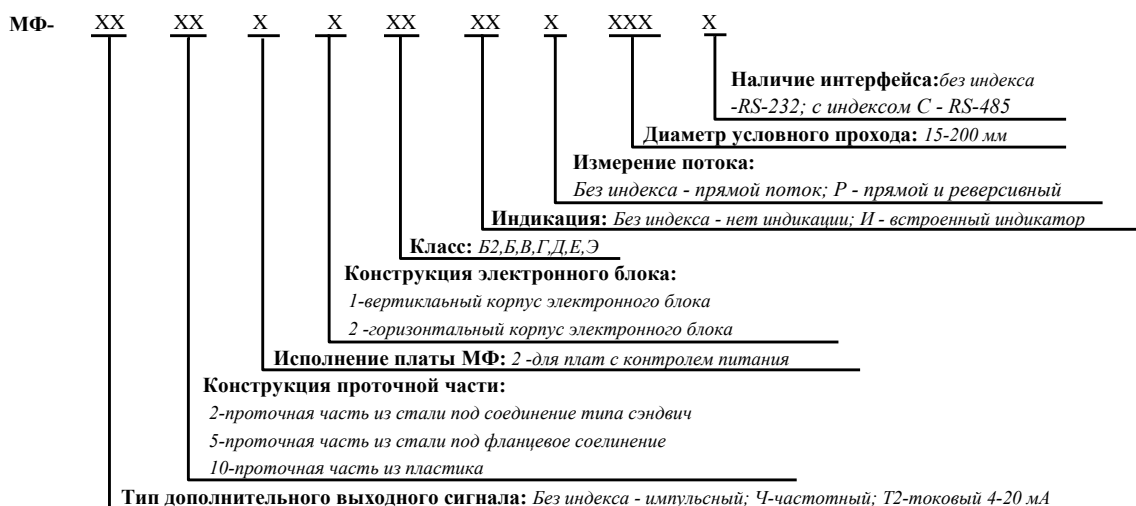 МФ- XX XX X X XX XX X XXX X
Наличие интерфейса:без индекса
-RS-232; с индексом С - RS-485
Диаметр условного прохода: 15-200 мм
Измерение потока:
Без индекса - прямой поток; Р - прямой и реверсивный
Индикация: Без индекса - нет индикации; И - встроенный индикатор
Класс: Б2,Б,В,Г,Д,Е,Э
Конструкция электронного блока:
1-вертиклаьный корпус электронного блока
2 -горизонтальный корпус электронного блока
Исполнение платы МФ: 2 -для плат с контролем питания
Конструкция проточной части:
2-проточная часть из стали под соединение типа сэндвич
5-проточная часть из стали под фланцевое соелинение
10-проточная часть из пластика
Тип дополнительного выходного сигнала: Без индекса - импульсный; Ч-частотный; Т2-токовый 4-20 мА